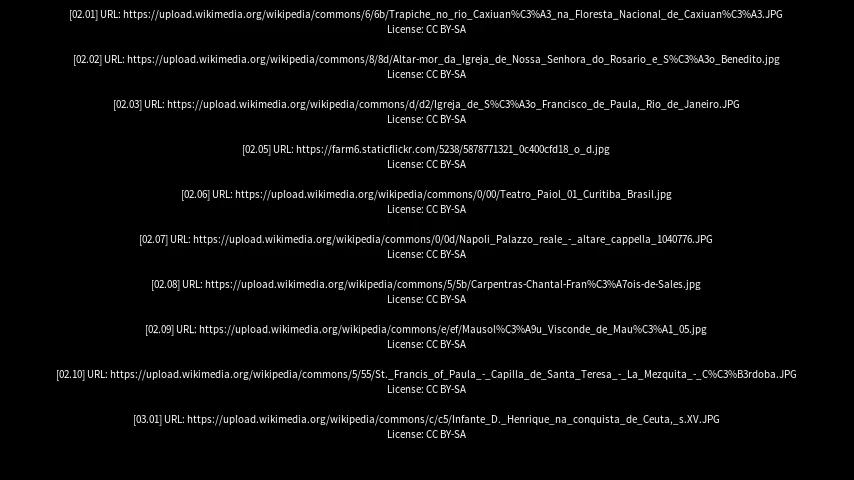 [02.01] URL: https://upload.wikimedia.org/wikipedia/commons/6/6b/Trapiche_no_rio_Caxiuan%C3%A3_na_Floresta_Nacional_de_Caxiuan%C3%A3.JPG
License: CC BY-SA
[02.02] URL: https://upload.wikimedia.org/wikipedia/commons/8/8d/Altar-mor_da_Igreja_de_Nossa_Senhora_do_Rosario_e_S%C3%A3o_Benedito.jpg
License: CC BY-SA
[02.03] URL: https://upload.wikimedia.org/wikipedia/commons/d/d2/Igreja_de_S%C3%A3o_Francisco_de_Paula,_Rio_de_Janeiro.JPG
License: CC BY-SA
[02.05] URL: https://farm6.staticflickr.com/5238/5878771321_0c400cfd18_o_d.jpg
License: CC BY-SA
[02.06] URL: https://upload.wikimedia.org/wikipedia/commons/0/00/Teatro_Paiol_01_Curitiba_Brasil.jpg
License: CC BY-SA
[02.07] URL: https://upload.wikimedia.org/wikipedia/commons/0/0d/Napoli_Palazzo_reale_-_altare_cappella_1040776.JPG
License: CC BY-SA
[02.08] URL: https://upload.wikimedia.org/wikipedia/commons/5/5b/Carpentras-Chantal-Fran%C3%A7ois-de-Sales.jpg
License: CC BY-SA
[02.09] URL: https://upload.wikimedia.org/wikipedia/commons/e/ef/Mausol%C3%A9u_Visconde_de_Mau%C3%A1_05.jpg
License: CC BY-SA
[02.10] URL: https://upload.wikimedia.org/wikipedia/commons/5/55/St._Francis_of_Paula_-_Capilla_de_Santa_Teresa_-_La_Mezquita_-_C%C3%B3rdoba.JPG
License: CC BY-SA
[03.01] URL: https://upload.wikimedia.org/wikipedia/commons/c/c5/Infante_D._Henrique_na_conquista_de_Ceuta,_s.XV.JPG
License: CC BY-SA